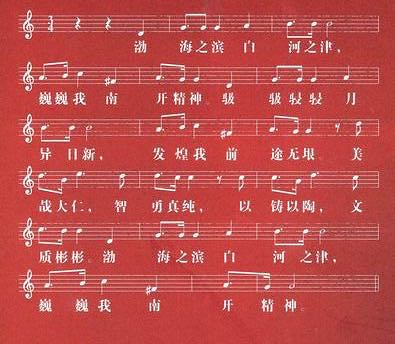 渤 海之滨白 河之津，
巍巍我 南 开精神。汲 汲骎骎 月
异日新， 发煌我 前 途无垠。美
哉大仁， 智 勇真纯， 以 铸以陶， 文
质彬彬。渤 海之滨白 河 之津，
巍 巍我 南 开 精神。